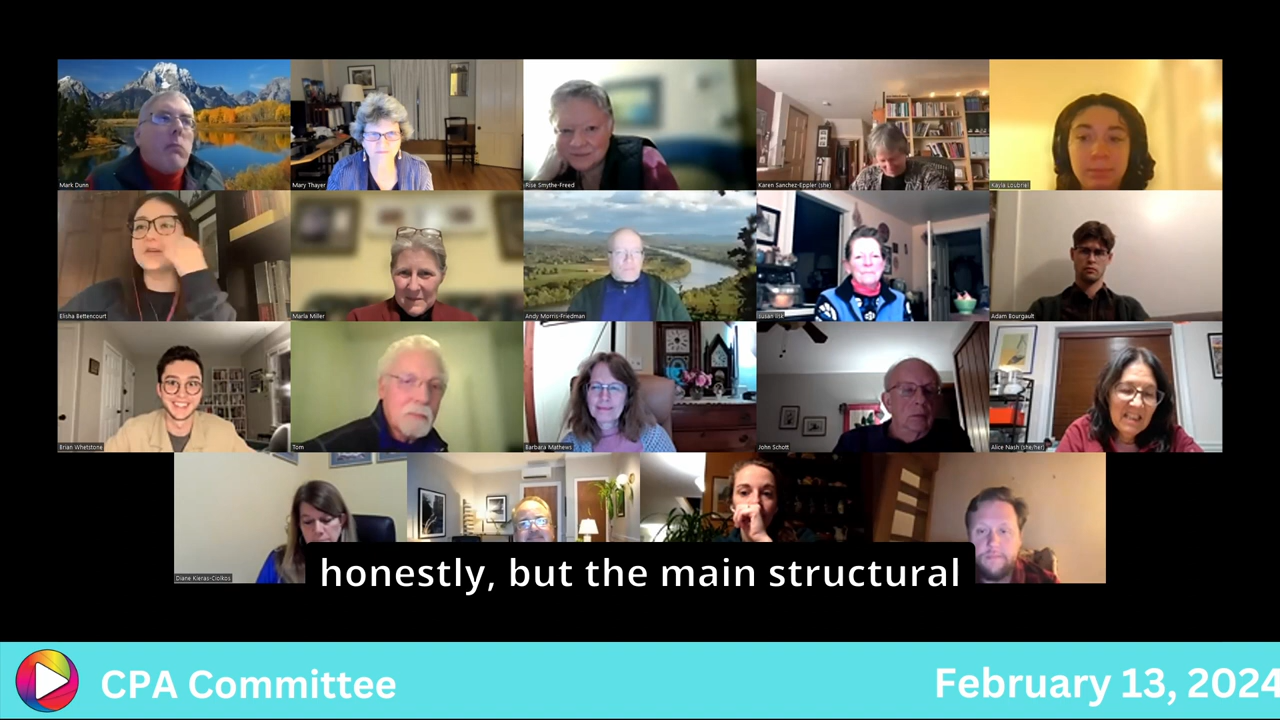 Mark Dunn
Mary Thayer
Rise Smythe-Freed
Karen Sanchez-Eppler (she)
Kayla Loubriel
Elisha Bettencourt
Marla Miller
Andy Morris-Friedman
Adam Bourgault
Brian Whetstone
Tom
Barbara Mathews
John Schott
Alice Nash (she/her)
Diane Kieras-Ciolkos
honestly, but the main structural
CPA Committee
February 13, 2024